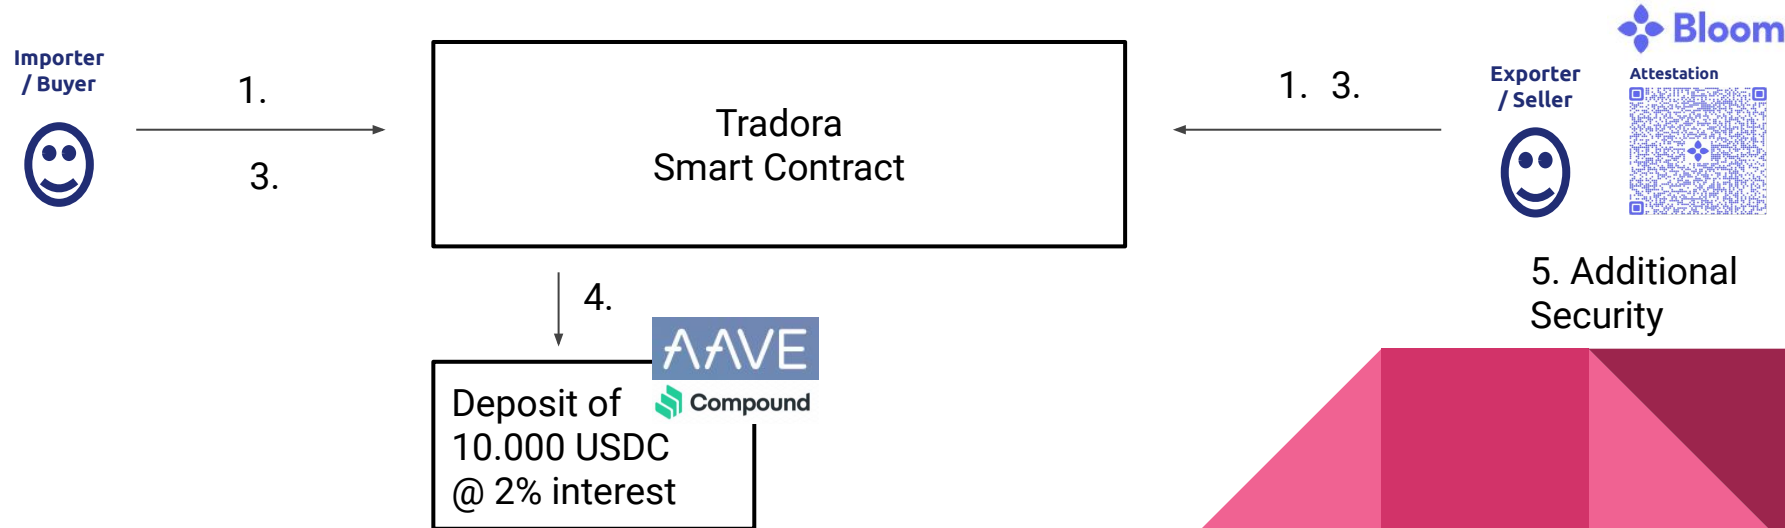 Bloom
Importer
/ Buyer
1.
3.
Tradora
Smart Contract
1. 3.
Exporter
/ Seller
Attestation
5. Additional
Security
4.
AAVE
Compound
Deposit of
10.000 USDC
@ 2% interest